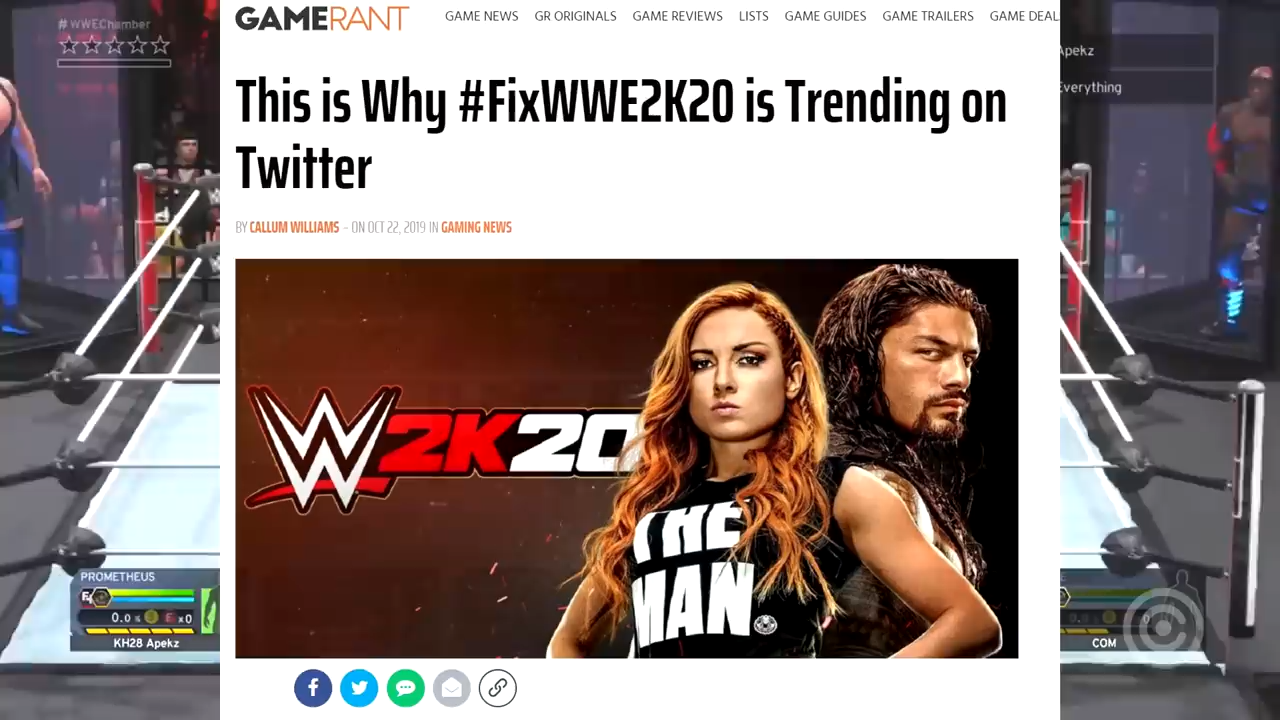 #WWEChamber
GAMERANT
GAME NEWS GR ORIGINALS GAME REVIEWS LISTS GAME GUIDES GAME TRAILERS GAME DEAL
Apekz
Everything
This is Why #FixWWE2K20 is Trending on
Twitter
BY CALLUM WILLIAMS - ON OCT 22, 2019 IN GAMING NEWS
W 2K20
THE
MAN
PROMETHEUS
F
0.0% F x0
KH28 Apekz
COM